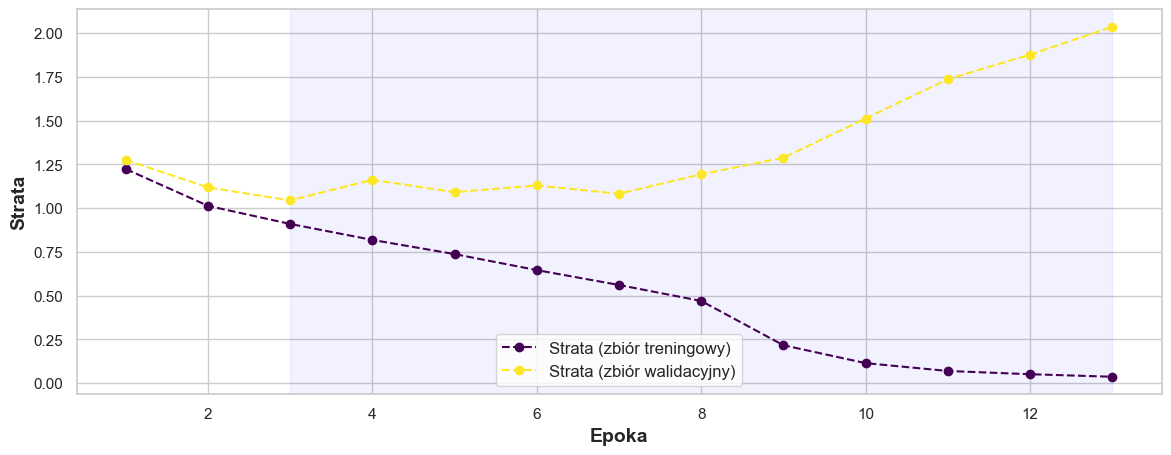 Strata
2.00
1.75
1.50
1.25
1.00
0.75
0.50
0.25
0.00
Strata (zbiór treningowy)
Strata (zbiór walidacyjny)
2 4 6 8 10 12
Epoka